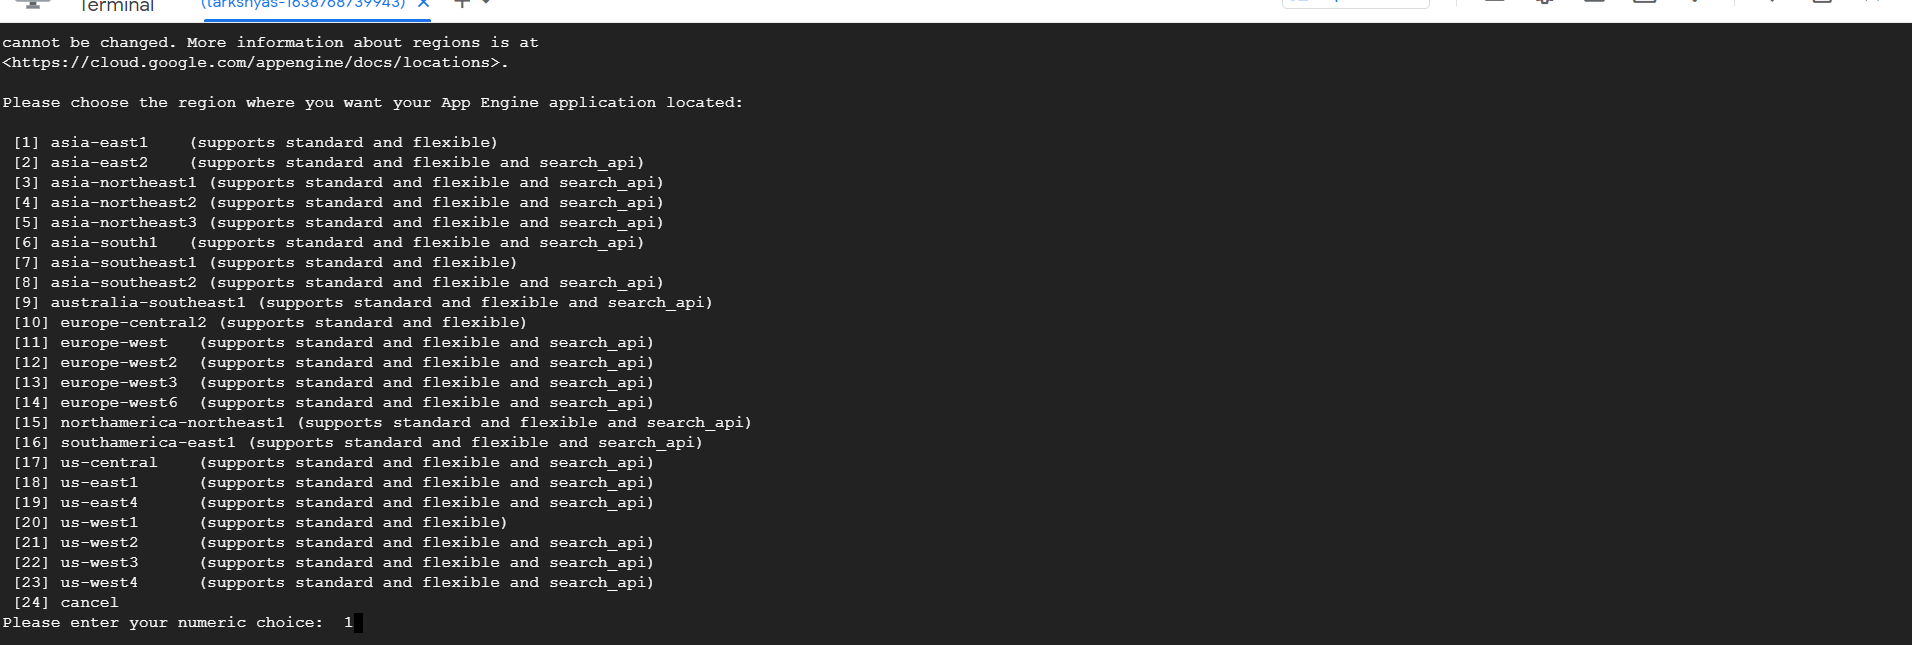 Terminal
(tarkshyas-1638768739943)
cannot be changed. More information about regions is at
<https://cloud.google.com/appengine/docs/locations>.
Please choose the region where you want your App Engine application located:
[1] asia-east1 (supports standard and flexible)
[2] asia-east2 (supports standard and flexible and search_api)
[3] asia-northeast1 (supports standard and flexible and search_api)
[4] asia-northeast2 (supports standard and flexible and search_api)
[5] asia-northeast3 (supports standard and flexible and search_api)
[6] asia-south1 (supports standard and flexible and search_api)
[7] asia-southeast1 (supports standard and flexible)
[8] asia-southeast2 (supports standard and flexible and search_api)
[9] australia-southeast1 (supports standard and flexible and search_api)
[10] europe-central2 (supports standard and flexible)
[11] europe-west (supports standard and flexible and search_api)
[12] europe-west2 (supports standard and flexible and search_api)
[13] europe-west3 (supports standard and flexible and search_api)
[14] europe-west6 (supports standard and flexible and search_api)
[15] northamerica-northeast1 (supports standard and flexible and search_api)
[16] southamerica-east1 (supports standard and flexible and search_api)
[17] us-central (supports standard and flexible and search_api)
[18] us-east1 (supports standard and flexible and search_api)
[19] us-east4 (supports standard and flexible and search_api)
[20] us-west1 (supports standard and flexible)
[21] us-west2 (supports standard and flexible and search_api)
[22] us-west3 (supports standard and flexible and search_api)
[23] us-west4 (supports standard and flexible and search_api)
[24] cancel
Please enter your numeric choice: 1